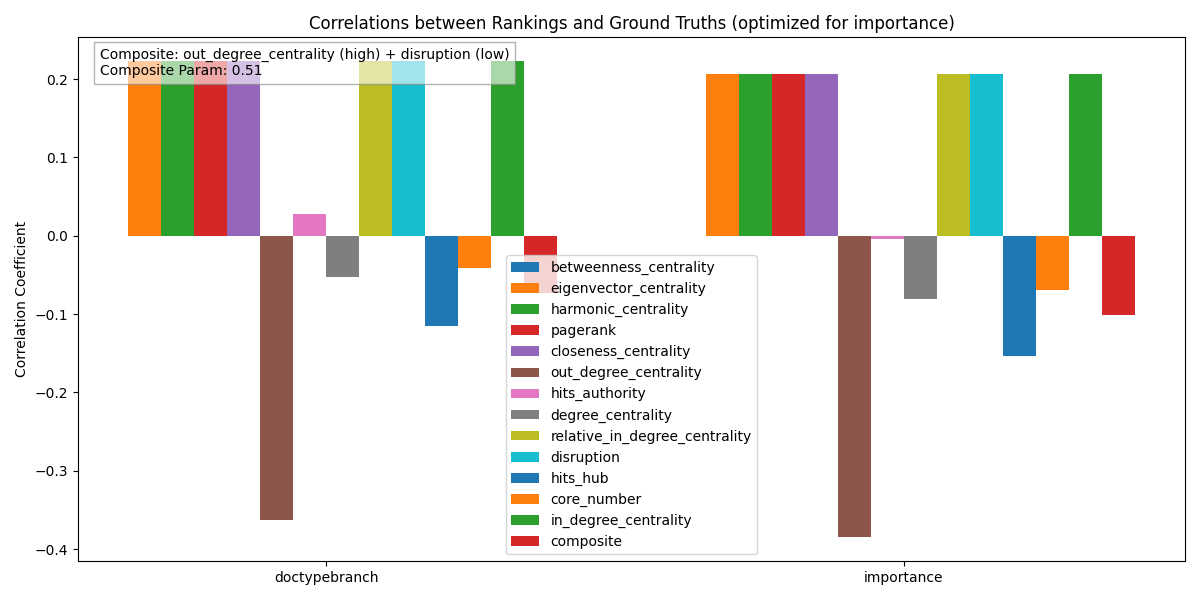 Correlations between Rankings and Ground Truths (optimized for importance)
Composite: out_degree_centrality (high) + disruption (low)
Composite Param: 0.51
Correlation Coefficient
0.2
0.1
0.0
−0.1
−0.2
−0.3
−0.4
betweenness_centrality
eigenvector_centrality
harmonic_centrality
pagerank
closeness_centrality
out_degree_centrality
hits_authority
degree_centrality
relative_in_degree_centrality
disruption
hits_hub
core_number
in_degree_centrality
composite
doctypebranch
importance